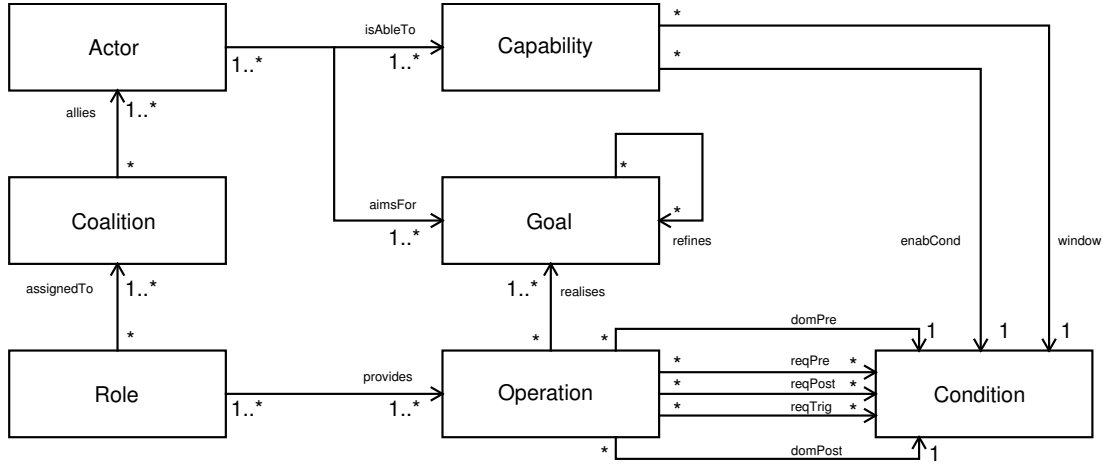 *
isAbleTo
Actor
Capability
*
1..*
1..*
allies
1..*
*
*
Coalition
aimsFor
Goal
*
1..*
refines
enabCond
window
assignedTo
1..*
1..*
realises
domPre
*
*
*
1
1
1
Role
provides
Operation
*
reqPre
*
*
reqPost
*
*
reqTrig
*
Condition
1..*
1..*
*
domPost
1